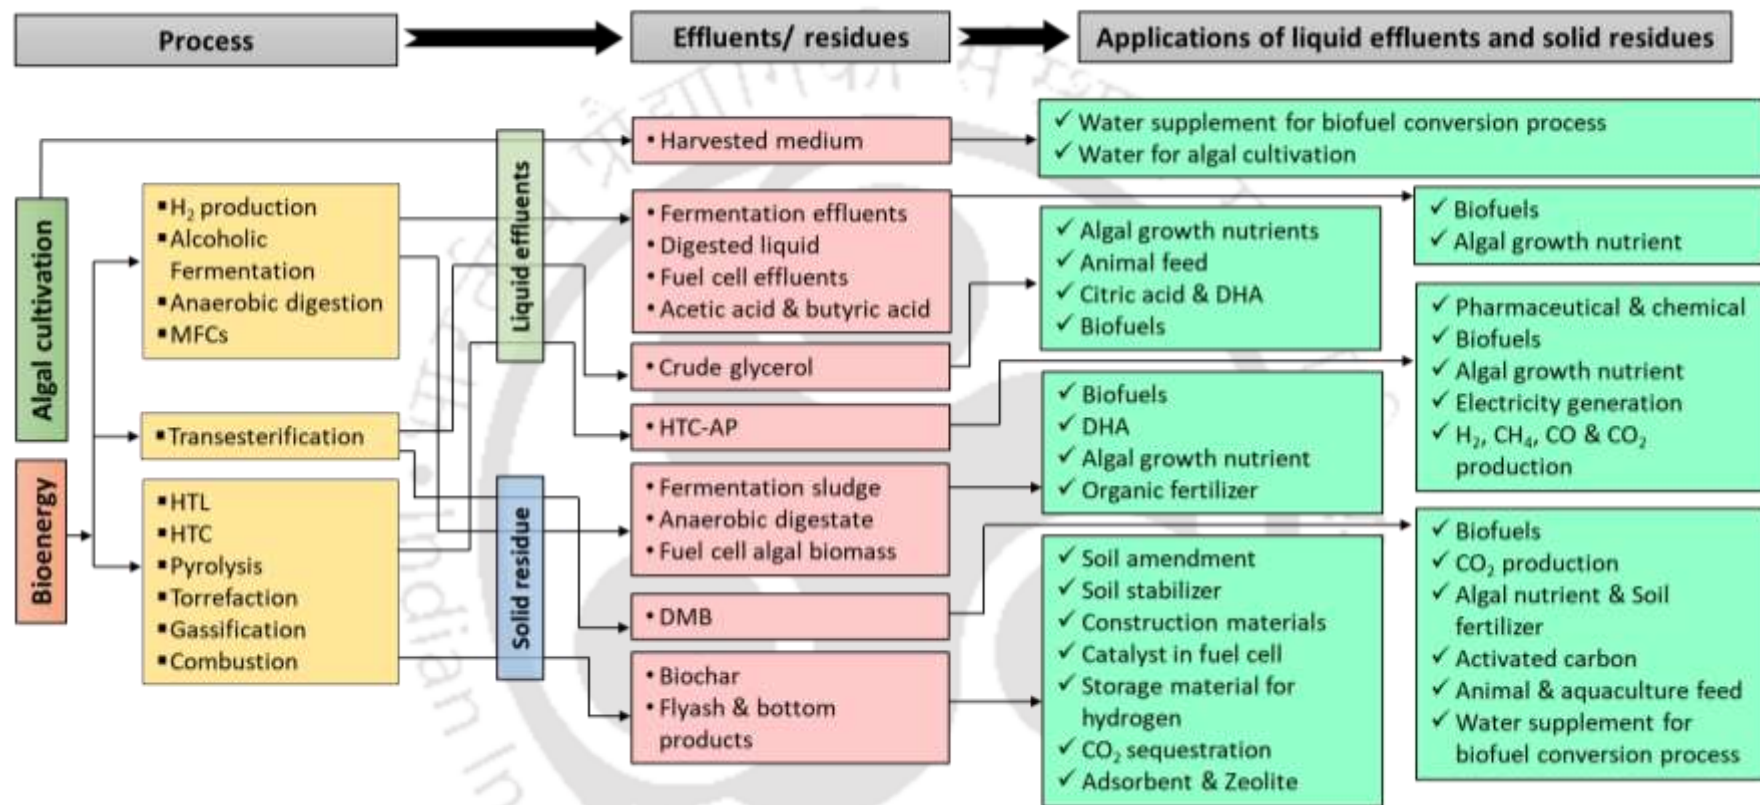 Process
Effluents/ residues
Applications of liquid effluents and solid residues
Algal cultivation
Bioenergy
▪ H₂ production
▪ Alcoholic
Fermentation
▪ Anaerobic digestion
▪ MFCs
▪ Transesterification
▪ HTL
▪ HTC
▪ Pyrolysis
▪ Torrefaction
▪ Gassification
▪ Combustion
Liquid effluents
Solid residue
• Harvested medium
• Fermentation effluents
• Digested liquid
• Fuel cell effluents
• Acetic acid & butyric acid
• Crude glycerol
• HTC-AP
• Fermentation sludge
• Anaerobic digestate
• Fuel cell algal biomass
• DMB
• Biochar
• Flyash & bottom
products
✓ Water supplement for biofuel conversion process
✓ Water for algal cultivation
✓ Algal growth nutrients
✓ Animal feed
✓ Citric acid & DHA
✓ Biofuels
✓ Biofuels
✓ DHA
✓ Algal growth nutrient
✓ Organic fertilizer
✓ Soil amendment
✓ Soil stabilizer
✓ Construction materials
✓ Catalyst in fuel cell
✓ Storage material for
hydrogen
✓ CO₂ sequestration
✓ Adsorbent & Zeolite
✓ Biofuels
✓ Algal growth nutrient
✓ Pharmaceutical & chemical
✓ Biofuels
✓ Algal growth nutrient
✓ Electricity generation
✓ H₂, CH₄, CO & CO₂
production
✓ Biofuels
✓ CO₂ production
✓ Algal nutrient & Soil
fertilizer
✓ Activated carbon
✓ Animal & aquaculture feed
✓ Water supplement for
biofuel conversion process
Indian In